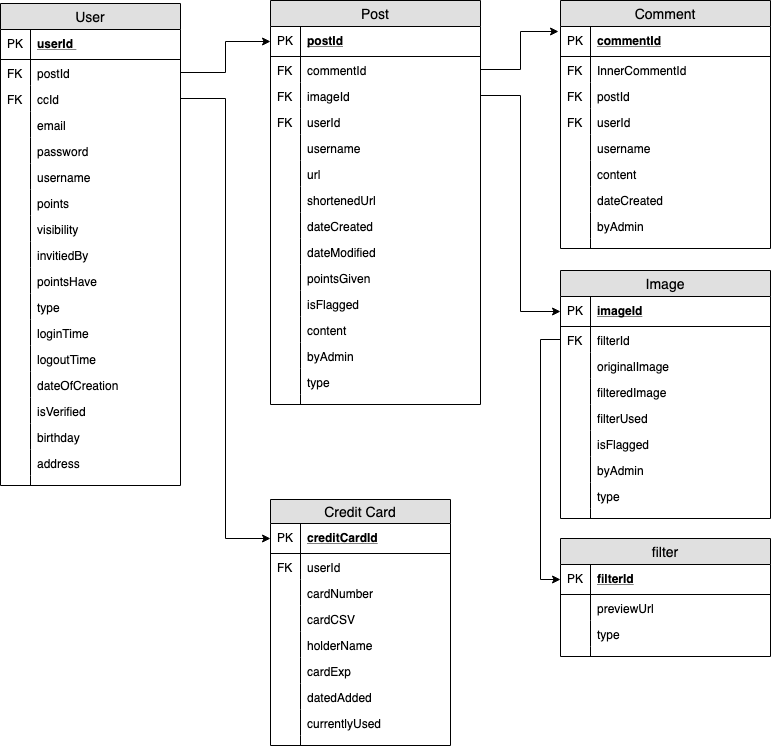 User
PK userId
FK postId
FK ccId
email
password
username
points
visibility
invitiedBy
pointsHave
type
loginTime
logoutTime
dateOfCreation
isVerified
birthday
address
Post
PK postId
FK commentId
FK imageId
FK userId
username
url
shortenedUrl
dateCreated
dateModified
pointsGiven
isFlagged
content
byAdmin
type
Comment
PK commentId
FK InnerCommentId
FK postId
FK userId
username
content
dateCreated
byAdmin
Image
PK imageId
FK filterId
originalImage
filteredImage
filterUsed
isFlagged
byAdmin
type
Credit Card
PK creditCardId
FK userId
cardNumber
cardCSV
holderName
cardExp
datedAdded
currentlyUsed
filter
PK filterId
previewUrl
type